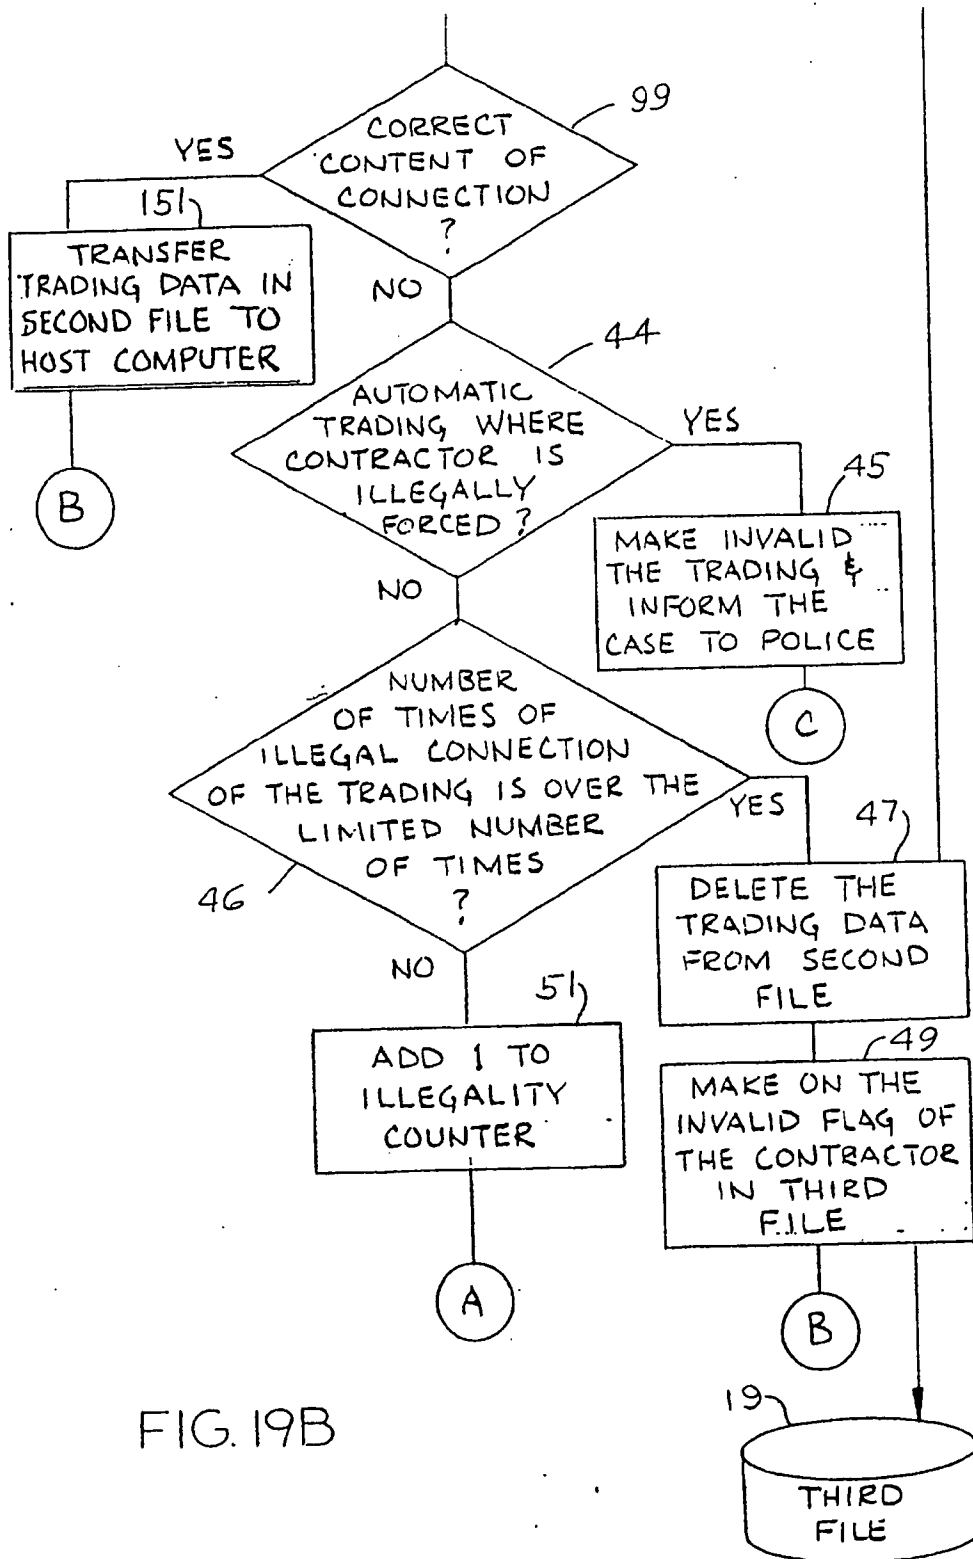 99
CORRECT
CONTENT OF
CONNECTION
?
YES
151
TRANSFER
TRADING DATA IN
SECOND FILE TO
HOST COMPUTER
B
NO
44
AUTOMATIC
TRADING WHERE
CONTRACTOR IS
ILLEGALLY
FORCED ?
YES
45
MAKE INVALID
THE TRADING &
INFORM THE
CASE TO POLICE
C
NO
NUMBER
OF TIMES OF
ILLEGAL CONNECTION
OF THE TRADING IS OVER THE
LIMITED NUMBER
OF TIMES
?
46
YES
47
DELETE THE
TRADING DATA
FROM SECOND
FILE
NO
51
ADD 1 TO
ILLEGALITY
COUNTER
A
49
MAKE ON THE
INVALID FLAG OF
THE CONTRACTOR
IN THIRD
FILE
B
19
THIRD
FILE
FIG. 19B